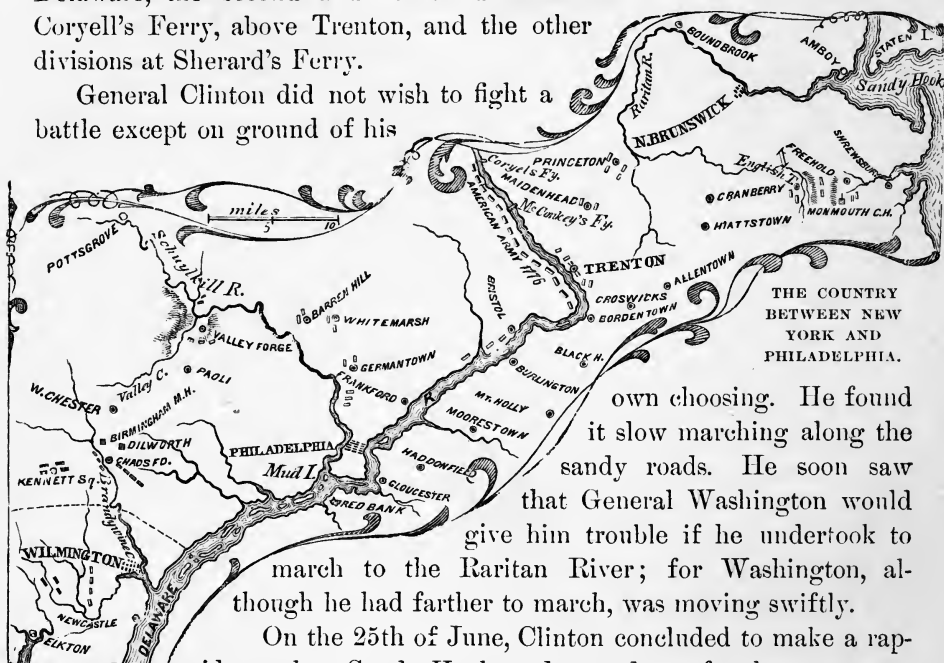 Coryell's Ferry, above Trenton, and the other
divisions at Sherard's Ferry.
General Clinton did not wish to fight a
battle except on ground of his
BOUNDBROOK
AMBOY
STATEN I.
Sandy Hook
Raritan R.
N.BRUNSWICK
Coryel's Fy.
PRINCETON
MAIDENHEAD
McConkey's Fy.
AMERICAN ARMY 1776
English T.
FREEHOLD
SHREWSBURY
CRANBERRY
MONMOUTH C.H.
HIATTSTOWN
miles
5 10
POTTSGROVE
Schuylkill R.
TRENTON
ALLENTOWN
CROSWICKS
BORDENTOWN
BRISTOL
BARREN HILL
WHITEMARSH
VALLEY FORGE
GERMANTOWN
BLACK H.
BURLINGTON
PAOLI
Valley C.
FRANKFORD
R.
MT. HOLLY
MOORESTOWN
W. CHESTER
BIRMINGHAM M.H.
DILWORTH
CHADS FD.
PHILADELPHIA
Mud I.
HADDONFIELD
GLOUCESTER
RED BANK
KENNETT Sq.
Brandywine
WILMINGTON
NEWCASTLE
DELAWARE
ELKTON
THE COUNTRY
BETWEEN NEW
YORK AND
PHILADELPHIA.
own choosing. He found
it slow marching along the
sandy roads. He soon saw
that General Washington would
give him trouble if he undertook to
march to the Raritan River; for Washington, al-
though he had farther to march, was moving swiftly.
On the 25th of June, Clinton concluded to make a rap-